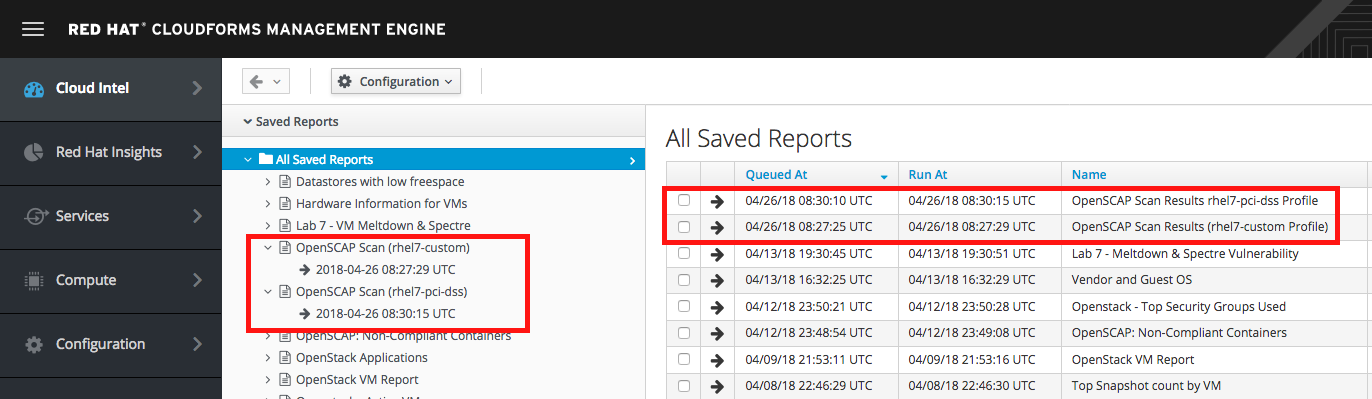 RED HAT® CLOUDFORMS MANAGEMENT ENGINE
Cloud Intel
Red Hat Insights
Services
Compute
Configuration
Configuration
Saved Reports
All Saved Reports
Datastores with low freespace
Hardware Information for VMs
Lab 7 - VM Meltdown & Spectre
OpenSCAP Scan (rhel7-custom)
2018-04-26 08:27:29 UTC
OpenSCAP Scan (rhel7-pci-dss)
2018-04-26 08:30:15 UTC
OpenSCAP: Non-Compliant Containers
OpenStack Applications
OpenStack VM Report
All Saved Reports
Queued At Run At Name
04/26/18 08:30:10 UTC 04/26/18 08:30:15 UTC OpenSCAP Scan Results rhel7-pci-dss Profile
04/26/18 08:27:25 UTC 04/26/18 08:27:29 UTC OpenSCAP Scan Results (rhel7-custom Profile)
04/13/18 19:30:45 UTC 04/13/18 19:30:51 UTC Lab 7 - Meltdown & Spectre Vulnerability
04/13/18 16:32:25 UTC 04/13/18 16:32:29 UTC Vendor and Guest OS
04/12/18 23:50:21 UTC 04/12/18 23:50:28 UTC Openstack - Top Security Groups Used
04/12/18 23:48:54 UTC 04/12/18 23:49:08 UTC OpenSCAP: Non-Compliant Containers
04/09/18 21:53:11 UTC 04/09/18 21:53:16 UTC OpenStack VM Report
04/08/18 22:46:29 UTC 04/08/18 22:46:30 UTC Top Snapshot count by VM